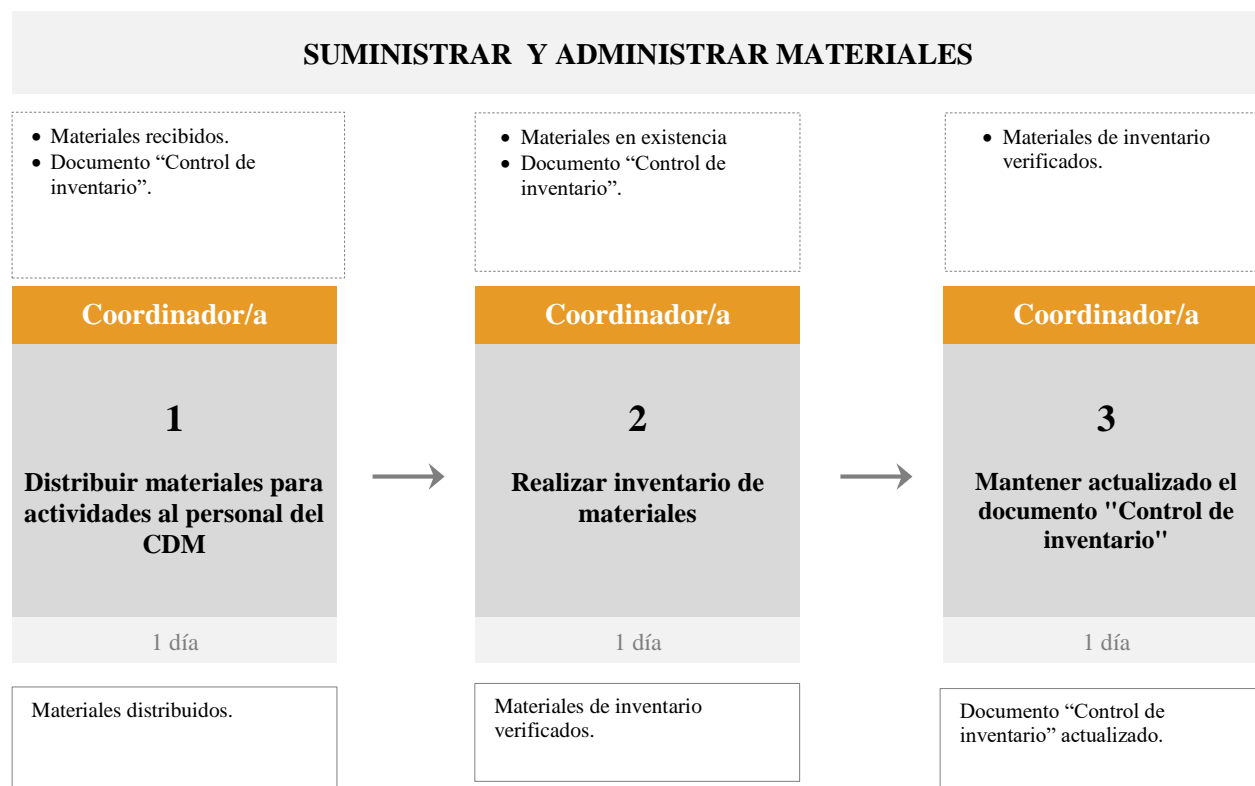 SUMINISTRAR Y ADMINISTRAR MATERIALES
• Materiales recibidos.
• Documento “Control de
inventario”.
• Materiales en existencia
• Documento “Control de
inventario”.
• Materiales de inventario
verificados.
Coordinador/a
Coordinador/a
Coordinador/a
1
Distribuir materiales para
actividades al personal del
CDM
2
Realizar inventario de
materiales
3
Mantener actualizado el
documento "Control de
inventario"
1 día
1 día
1 día
Materiales distribuidos.
Materiales de inventario
verificados.
Documento “Control de
inventario” actualizado.